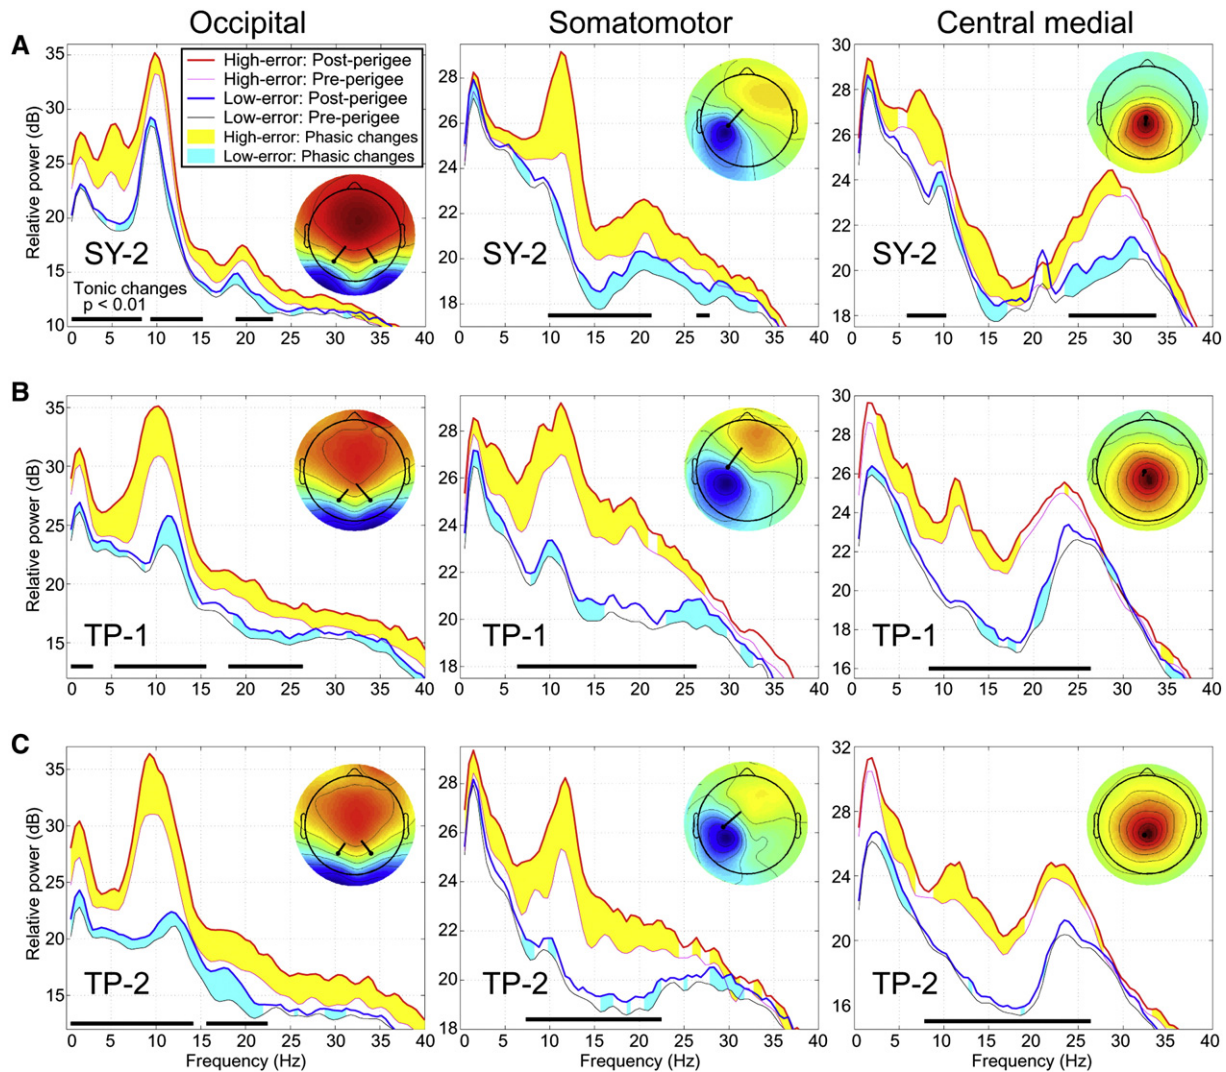 Occipital Somatomotor Central medial
A
Relative power (dB)
35
30
25
20
15
10
High-error: Post-perigee
High-error: Pre-perigee
Low-error: Post-perigee
Low-error: Pre-perigee
High-error: Phasic changes
Low-error: Phasic changes
SY-2
Tonic changes
p < 0.01
0 5 10 15 20 25 30 35 40
28
26
24
22
20
18
SY-2
0 5 10 15 20 25 30 35 40
30
28
26
24
22
20
18
SY-2
0 5 10 15 20 25 30 35 40
B
Relative power (dB)
35
30
25
20
15
TP-1
0 5 10 15 20 25 30 35 40
28
26
24
22
20
18
TP-1
0 5 10 15 20 25 30 35 40
30
28
26
24
22
20
18
16
TP-1
0 5 10 15 20 25 30 35 40
C
Relative power (dB)
35
30
25
20
15
TP-2
0 5 10 15 20 25 30 35 40
Frequency (Hz)
28
26
24
22
20
18
TP-2
0 5 10 15 20 25 30 35 40
Frequency (Hz)
32
28
24
20
16
TP-2
0 5 10 15 20 25 30 35 40
Frequency (Hz)